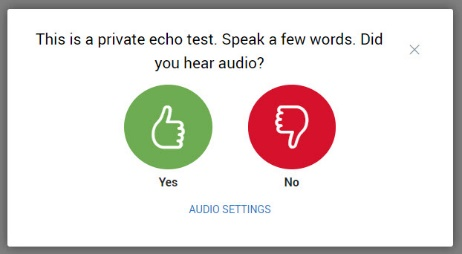 This is a private echo test. Speak a few words. Did
you hear audio?
Yes
No
AUDIO SETTINGS